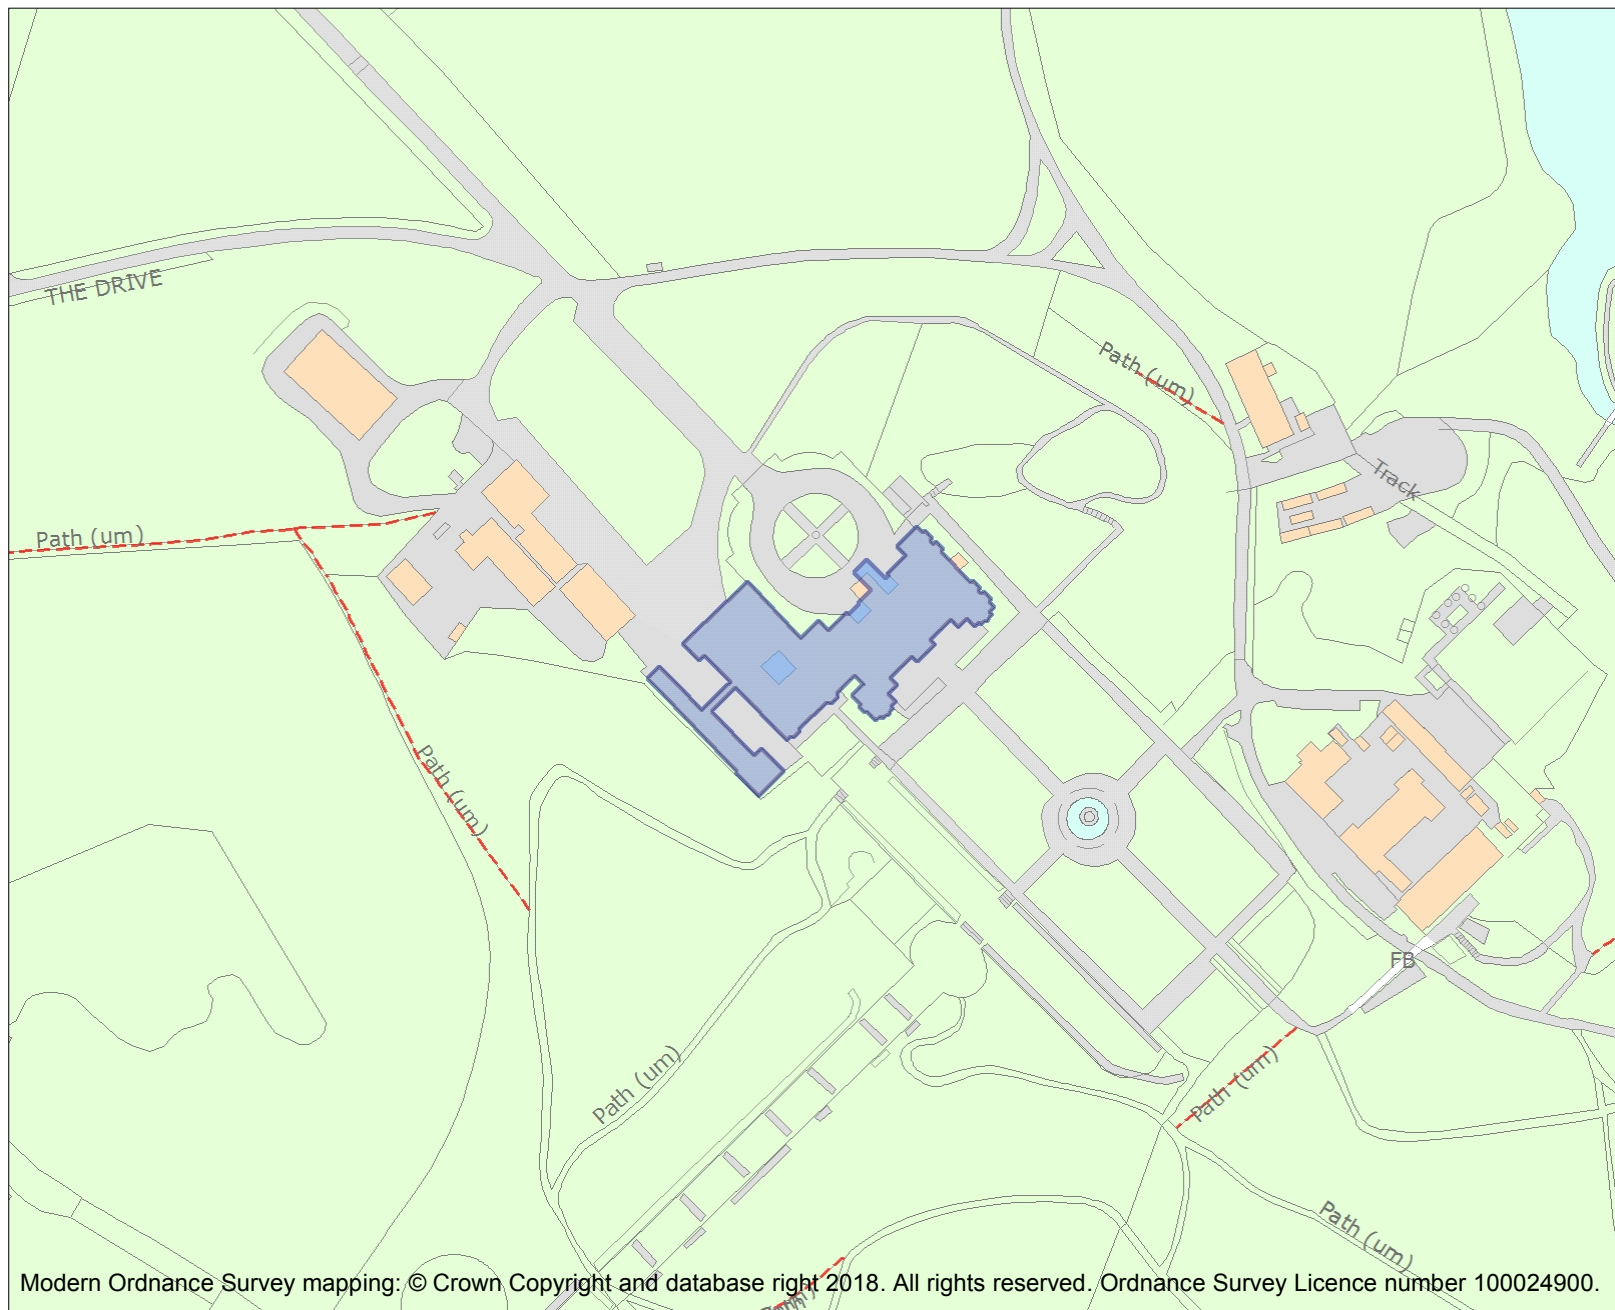 THE DRIVE
Path (um)
Path (um)
Track
Path (um)
FB
Path (um)
Path (um)
Path (um)
Modern Ordnance Survey mapping: © Crown Copyright and database right 2018. All rights reserved. Ordnance Survey Licence number 100024900.